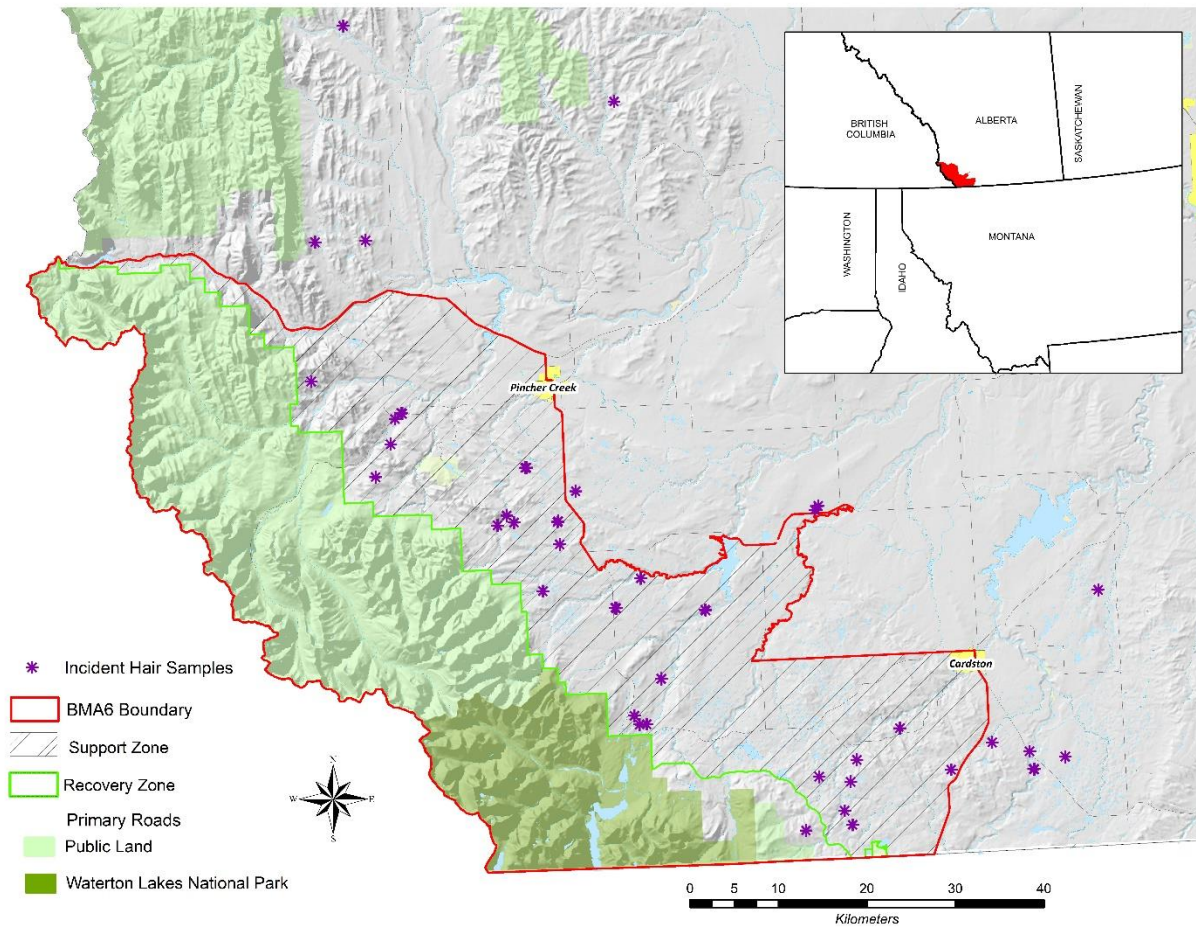 BRITISH
COLUMBIA
ALBERTA
SASKATCHEWAN
WASHINGTON
IDAHO
MONTANA
Pincher Creek
Cardston
Incident Hair Samples
BMA6 Boundary
Support Zone
Recovery Zone
Primary Roads
Public Land
Waterton Lakes National Park
N
W E
S
0 5 10 20 30 40
Kilometers